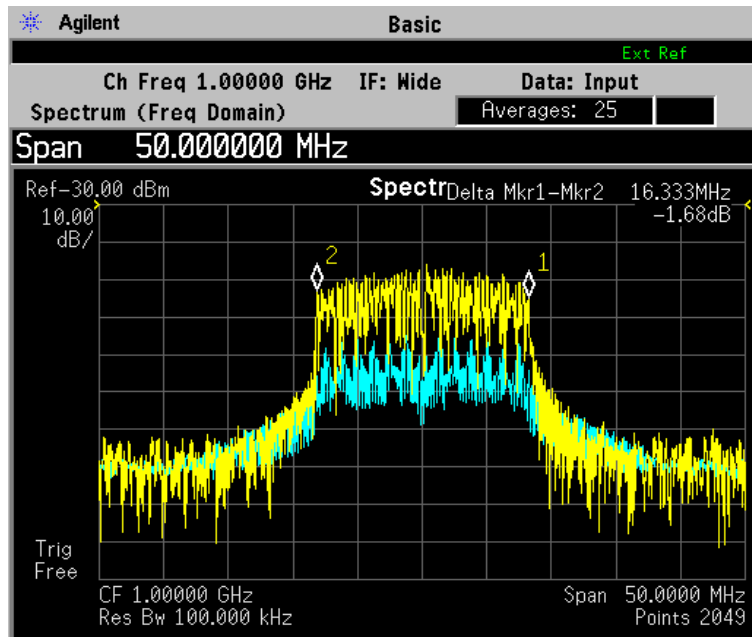 Agilent Basic
Ext Ref
Ch Freq 1.00000 GHz IF: Wide Data: Input
Spectrum (Freq Domain) Averages: 25
Span 50.000000 MHz
Ref-30.00 dBm Spectr Delta Mkr1-Mkr2 16.333MHz
10.00 -1.68dB
dB/
2 1
Trig
Free
CF 1.00000 GHz Span 50.0000 MHz
Res Bw 100.000 kHz Points 2049